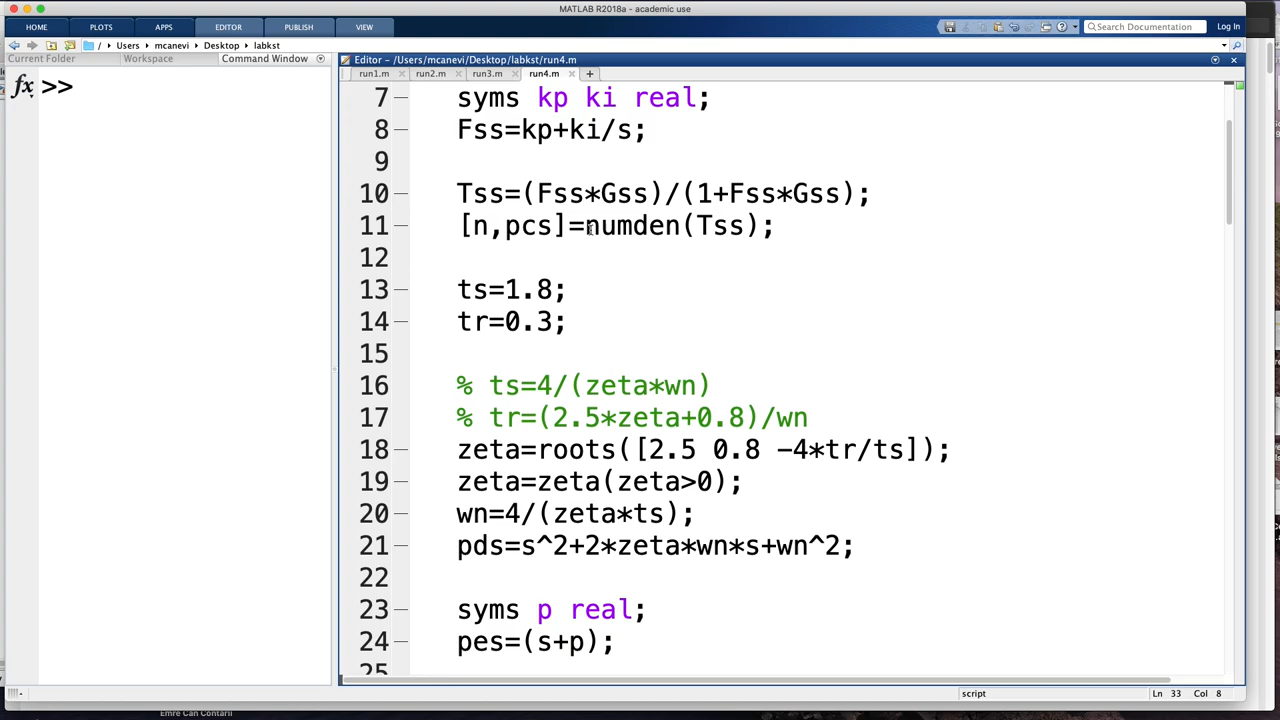 MATLAB R2018a - academic use
HOME PLOTS APPS EDITOR PUBLISH VIEW Search Documentation Log In
/ Users mcanevi Desktop labkst
Current Folder Workspace Command Window
Editor - /Users/mcanevi/Desktop/labkst/run4.m
run1.m run2.m run3.m run4.m
fx >>
7 syms kp ki real;
8 Fss=kp+ki/s;
9
10 Tss=(Fss*Gss)/(1+Fss*Gss);
11 [n,pcs]=numden(Tss);
12
13 ts=1.8;
14 tr=0.3;
15
16 % ts=4/(zeta*wn)
17 % tr=(2.5*zeta+0.8)/wn
18 zeta=roots([2.5 0.8 -4*tr/ts]);
19 zeta=zeta(zeta>0);
20 wn=4/(zeta*ts);
21 pds=s^2+2*zeta*wn*s+wn^2;
22
23 syms p real;
24 pes=(s+p);
25
script Ln 33 Col 8
Emre Can Contarli